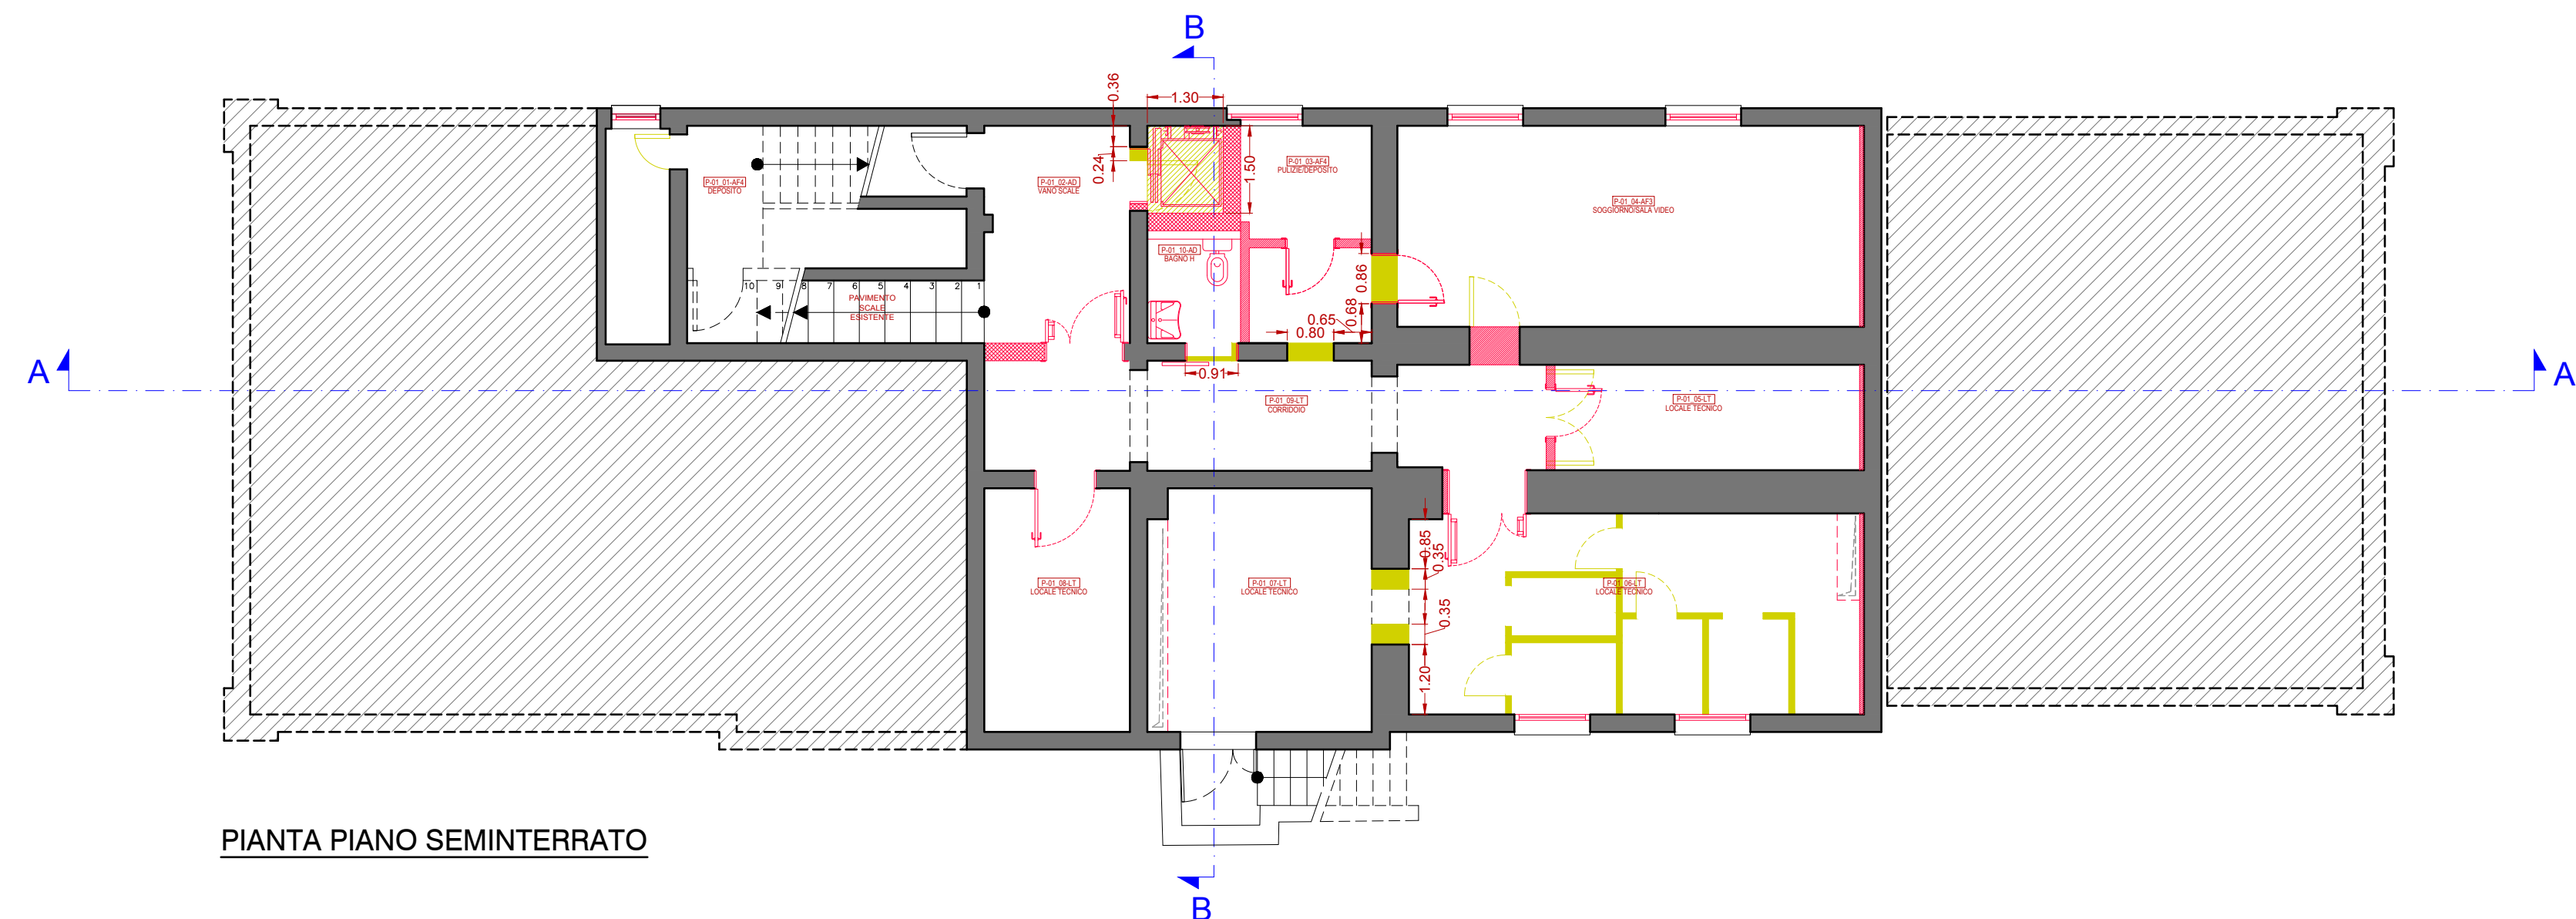 B
0.36
1.30
0.24
1.50
P-01_01-AF4
DEPOSITO
P-01_02-AD
VANO SCALE
P-01_03-AF4
PULIZIE/DEPOSITO
P-01_04-AF3
SOGGIORNO/SALA VIDEO
P-01_10-AD
BAGNO H
0.86
0.68
0.65
0.80
10 9 8 7 6 5 4 3 2 1
PAVIMENTO
SCALE
ESISTENTE
A
0.91
A
P-01_09-LT
CORRIDOIO
P-01_05-LT
LOCALE TECNICO
0.85
0.35
P-01_08-LT
LOCALE TECNICO
P-01_07-LT
LOCALE TECNICO
P-01_06-LT
LOCALE TECNICO
0.35
1.20
PIANTA PIANO SEMINTERRATO
B